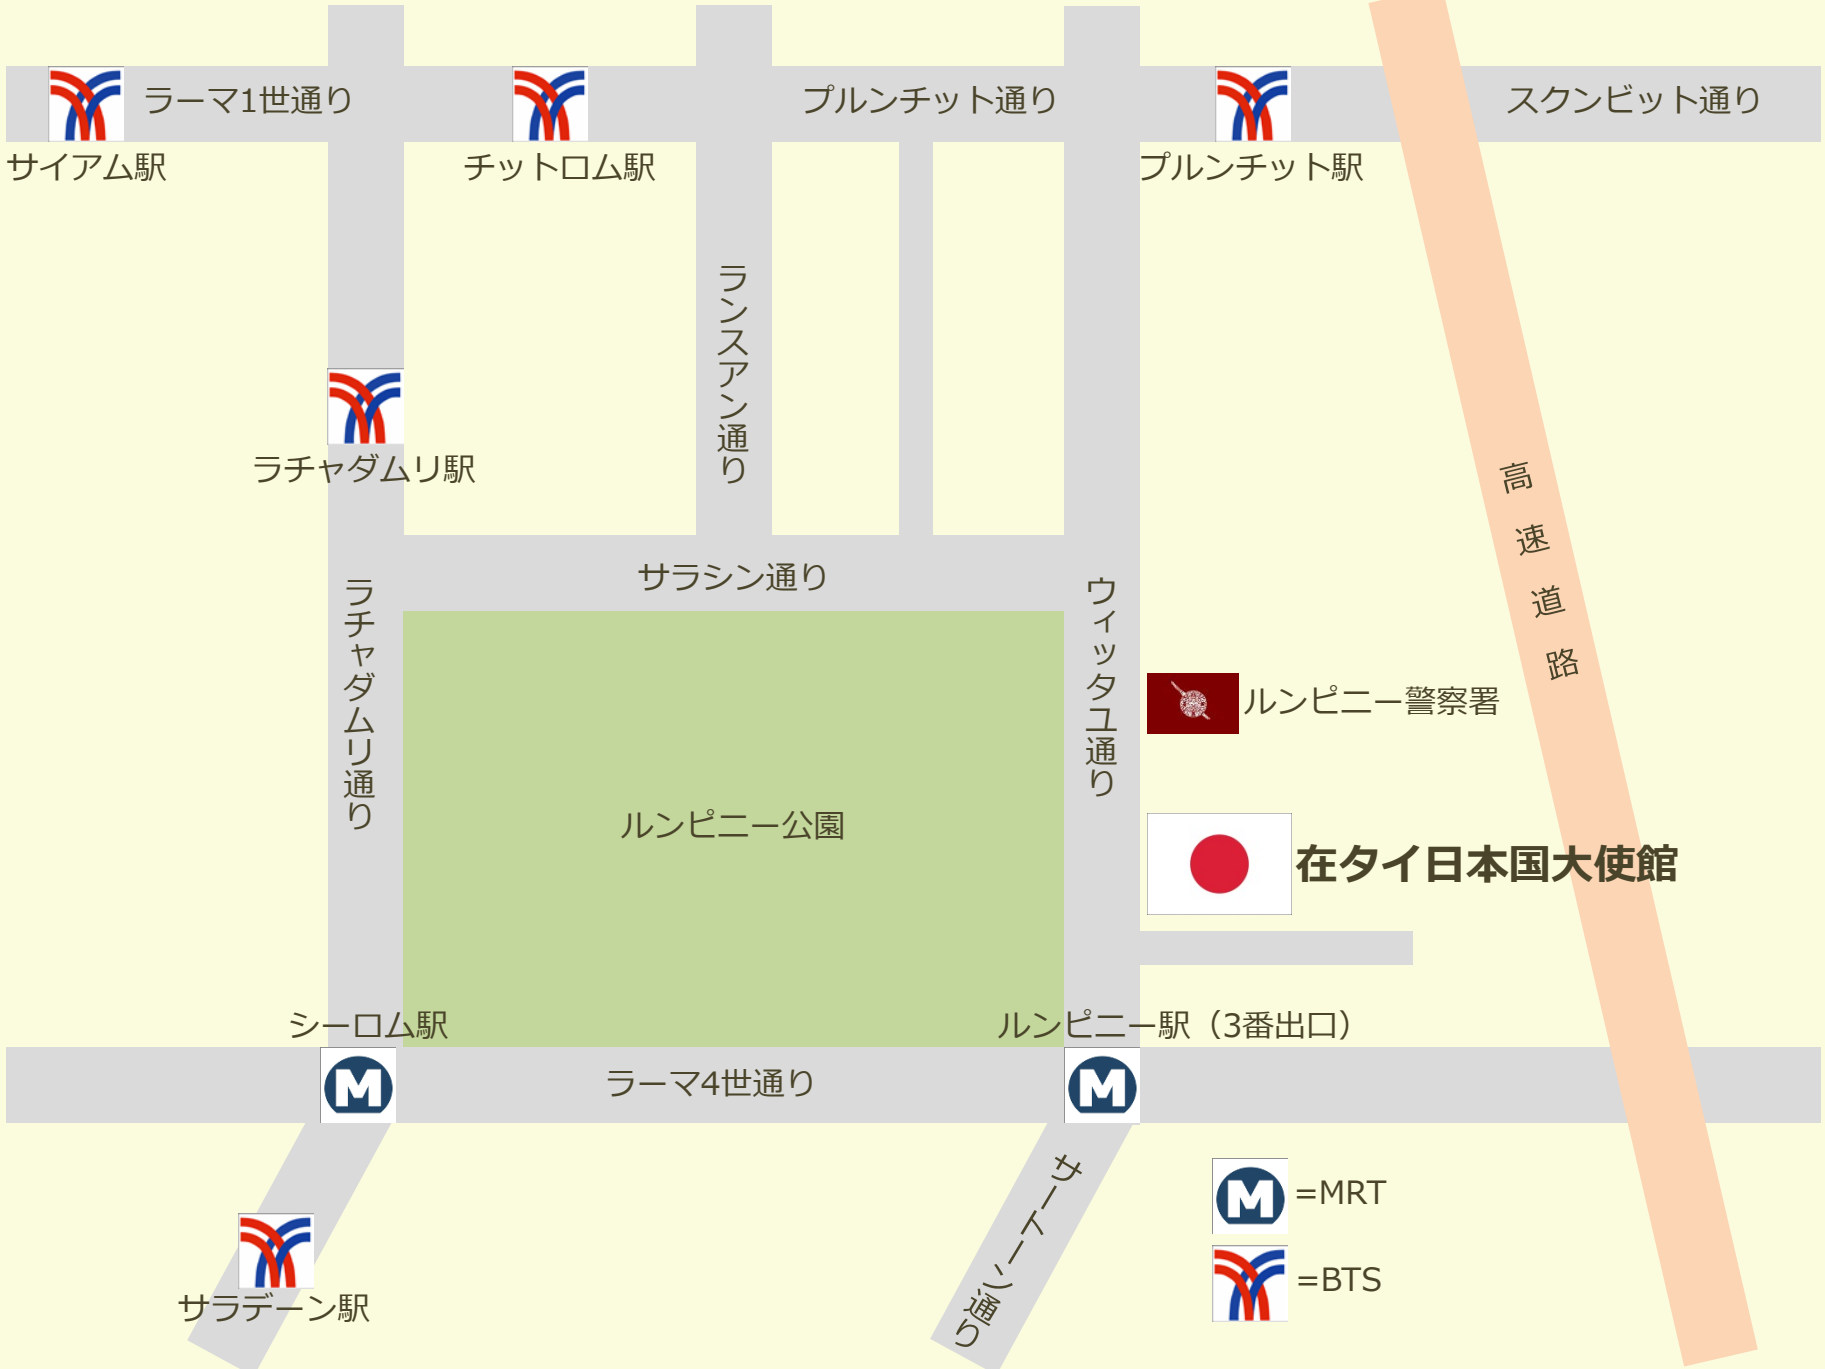 ラーマ1世通り
プルンチット通り
スクンビット通り
サイアム駅
チットロム駅
プルンチット駅
ランスアン通り
ラチャダムリ駅
高速道路
サラシン通り
ラチャダムリ通り
ウィッタユ通り
ルンピニー警察署
ルンピニー公園
在タイ日本国大使館
シーロム駅
ルンピニー駅（3番出口）
M
ラーマ4世通り
M
サートーン通り
M
=MRT
=BTS
サラデーン駅